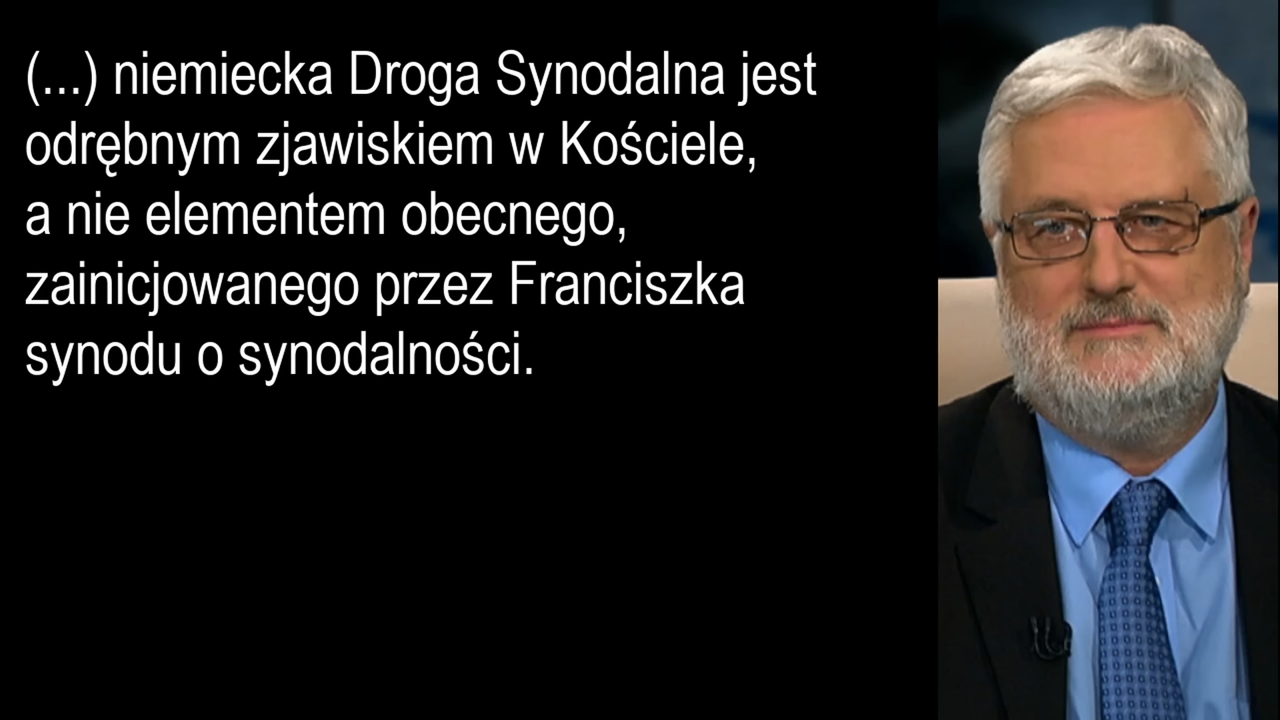 (...) niemiecka Droga Synodalna jest
odrębnym zjawiskiem w Kościele,
a nie elementem obecnego,
zainicjowanego przez Franciszka
synodu o synodalności.